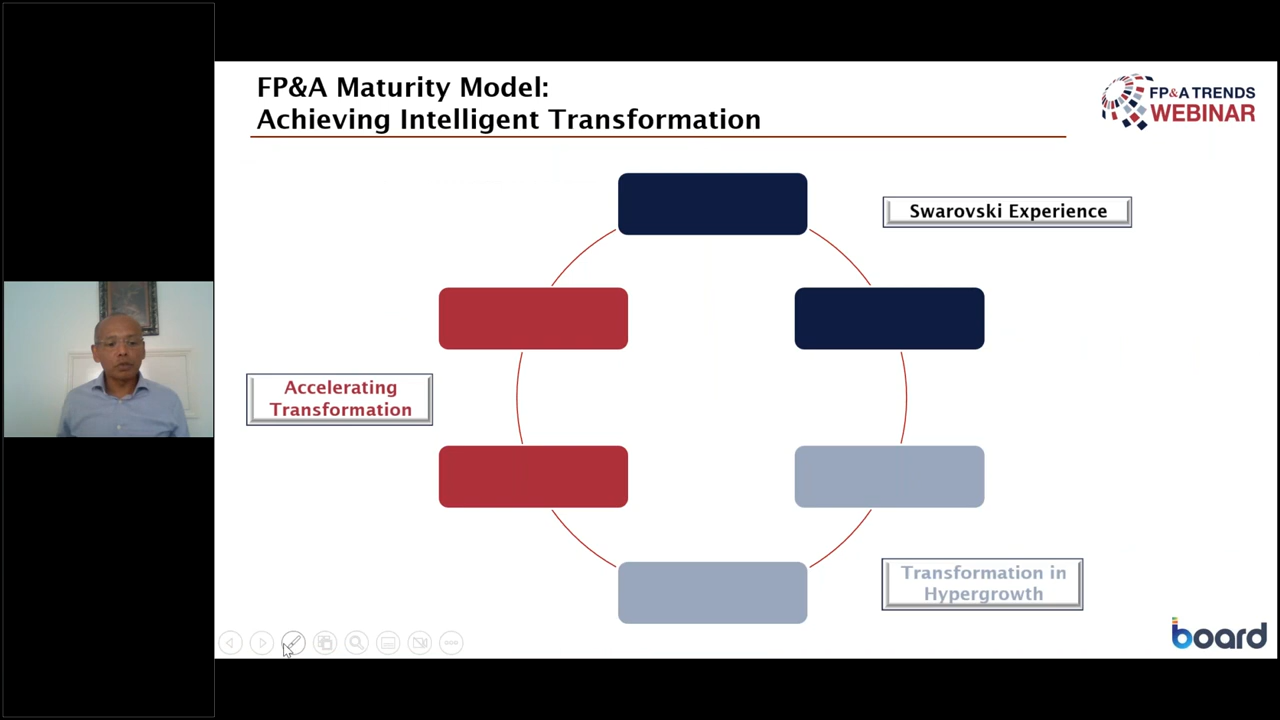 FP&A Maturity Model:
Achieving Intelligent Transformation
FP&A TRENDS
WEBINAR
Swarovski Experience
Accelerating
Transformation
Transformation in
Hypergrowth
board